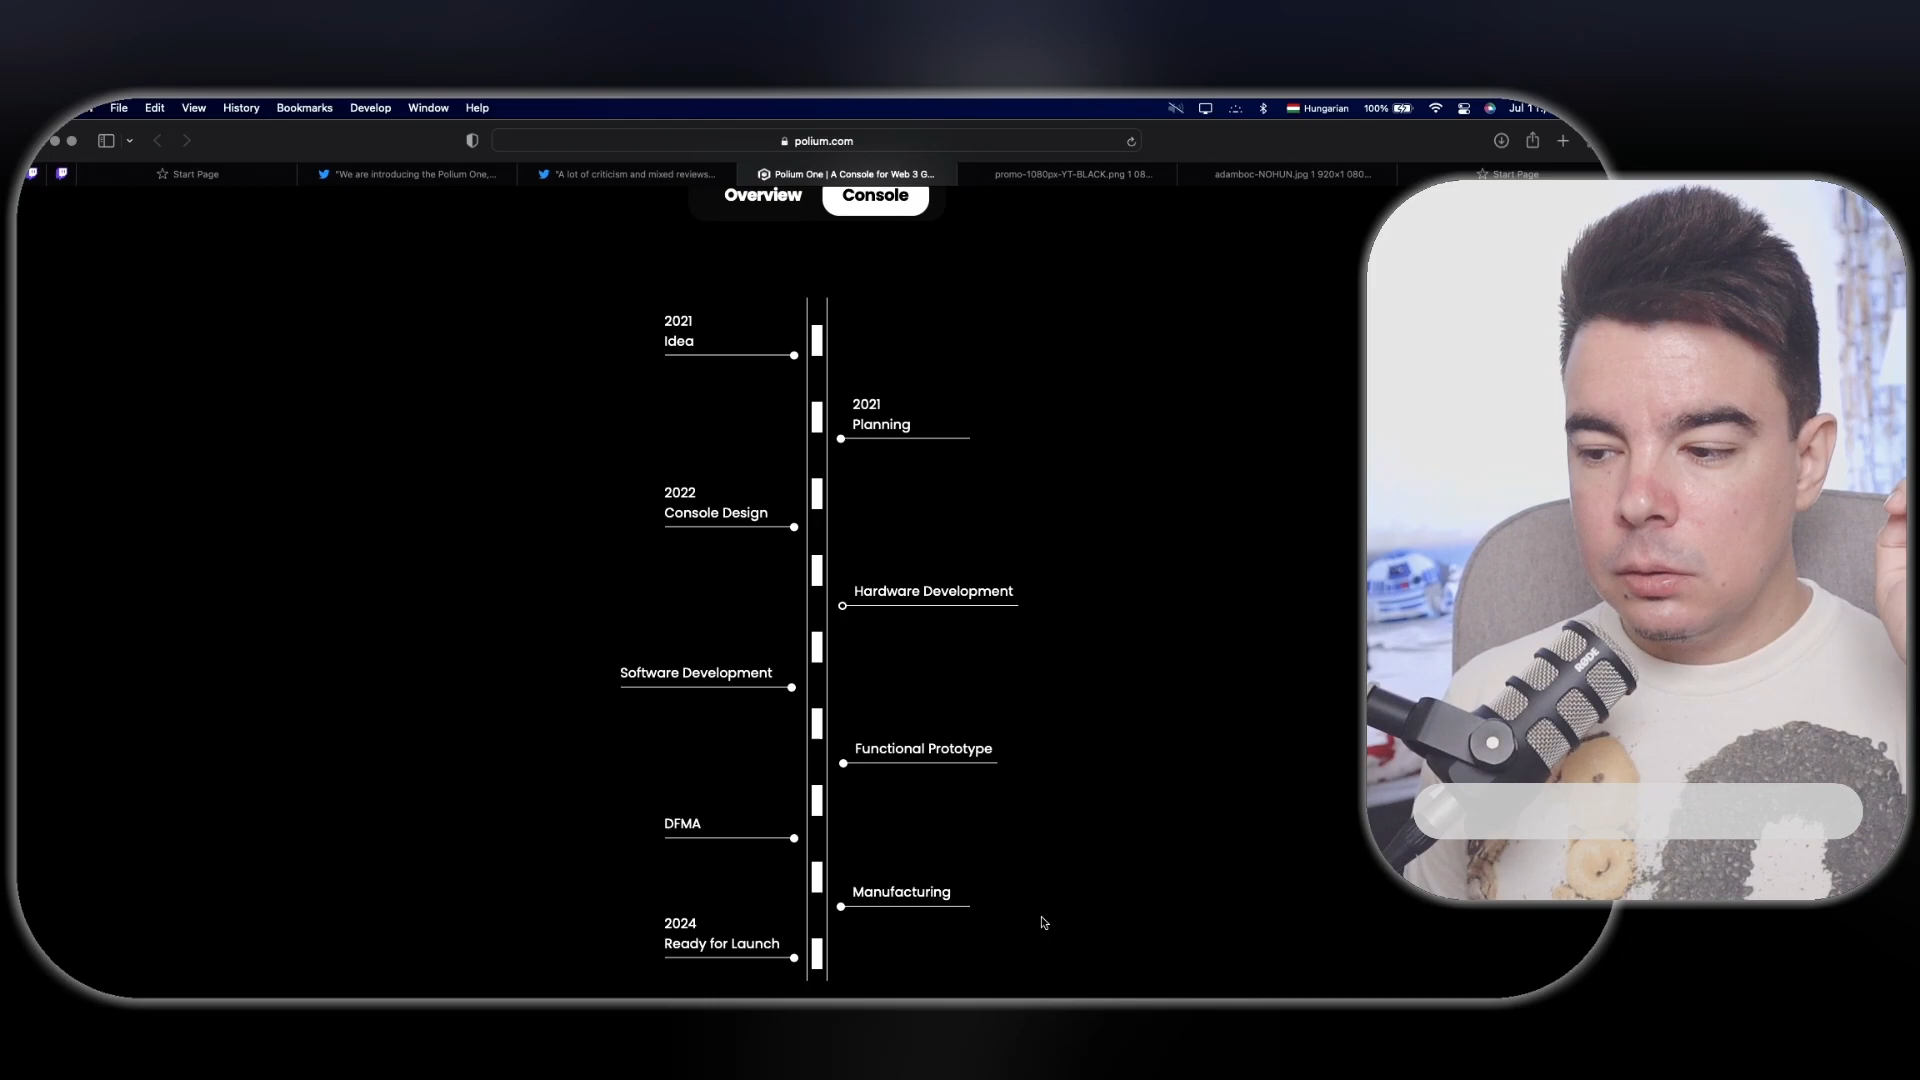 File Edit View History Bookmarks Develop Window Help
Hungarian 100%
polium.com
Start Page
"We are introducing the Polium One,...
"A lot of criticism and mixed reviews...
Polium One | A Console for Web 3 G...
promo-1080px-YT-BLACK.png 1 08...
adamboc-NOHUN.jpg 1 920×1 080...
Start Page
Overview Console
2021
Idea
2021
Planning
2022
Console Design
Hardware Development
Software Development
Functional Prototype
DFMA
Manufacturing
2024
Ready for Launch
RØDE